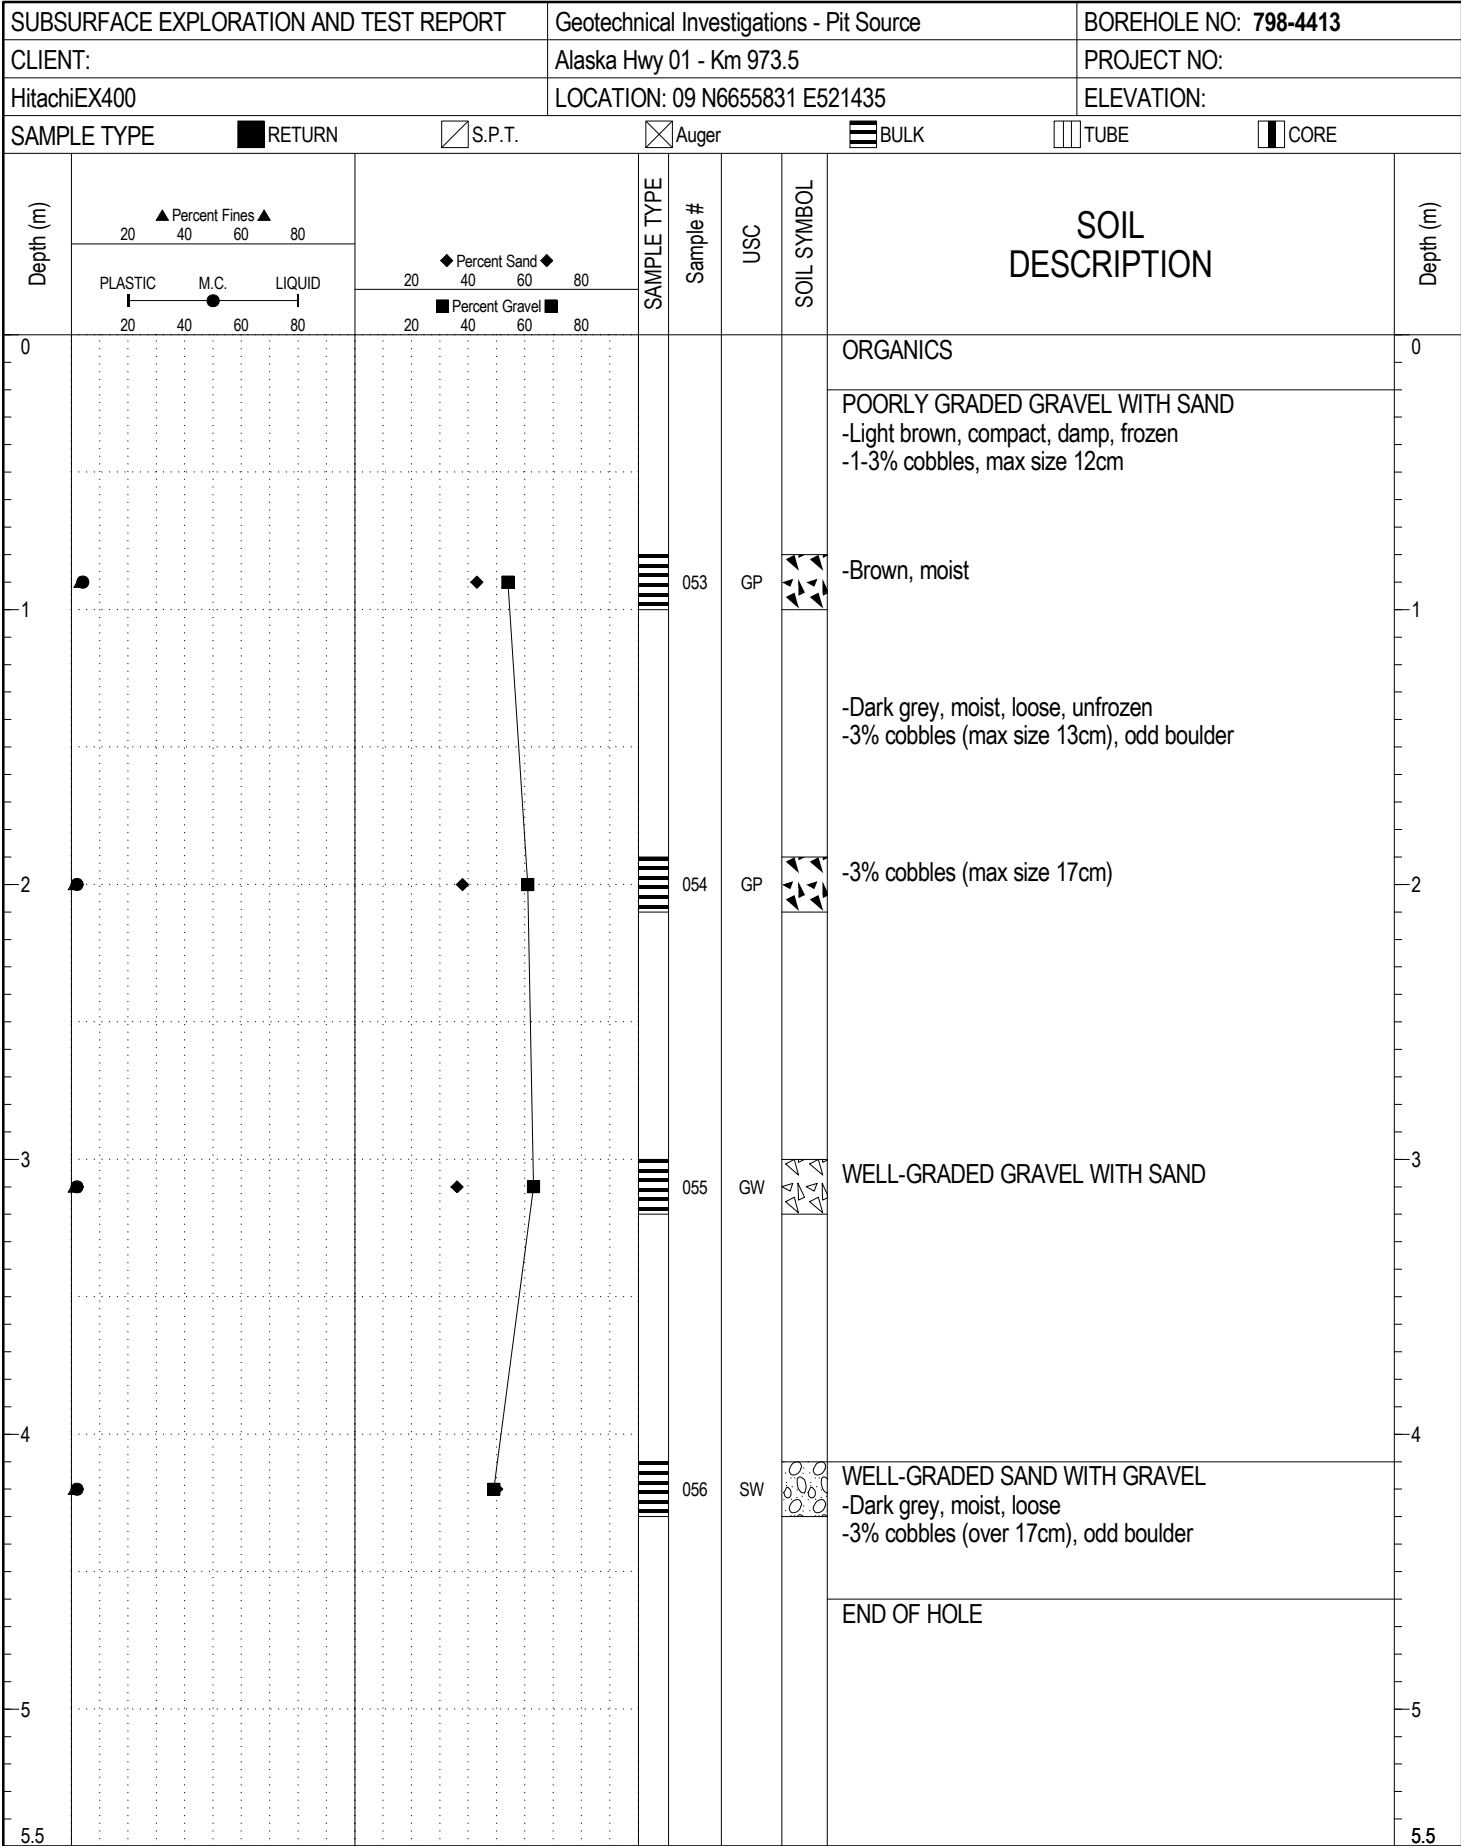 SUBSURFACE EXPLORATION AND TEST REPORT
Geotechnical Investigations - Pit Source
BOREHOLE NO: 798-4413
CLIENT:
Alaska Hwy 01 - Km 973.5
PROJECT NO:
HitachiEX400
LOCATION: 09 N6655831 E521435
ELEVATION:
SAMPLE TYPE
RETURN
S.P.T.
Auger
BULK
TUBE
CORE
Depth (m)
Percent Fines
20 40 60 80
PLASTIC M.C. LIQUID
20 40 60 80
Percent Sand
20 40 60 80
Percent Gravel
20 40 60 80
SAMPLE TYPE
Sample #
USC
SOIL SYMBOL
SOIL
DESCRIPTION
Depth (m)
0
ORGANICS
0
POORLY GRADED GRAVEL WITH SAND
-Light brown, compact, damp, frozen
-1-3% cobbles, max size 12cm
053
GP
-Brown, moist
1
1
-Dark grey, moist, loose, unfrozen
-3% cobbles (max size 13cm), odd boulder
2
054
GP
-3% cobbles (max size 17cm)
2
3
3
055
GW
WELL-GRADED GRAVEL WITH SAND
4
4
056
SW
WELL-GRADED SAND WITH GRAVEL
-Dark grey, moist, loose
-3% cobbles (over 17cm), odd boulder
END OF HOLE
5
5
5.5
5.5